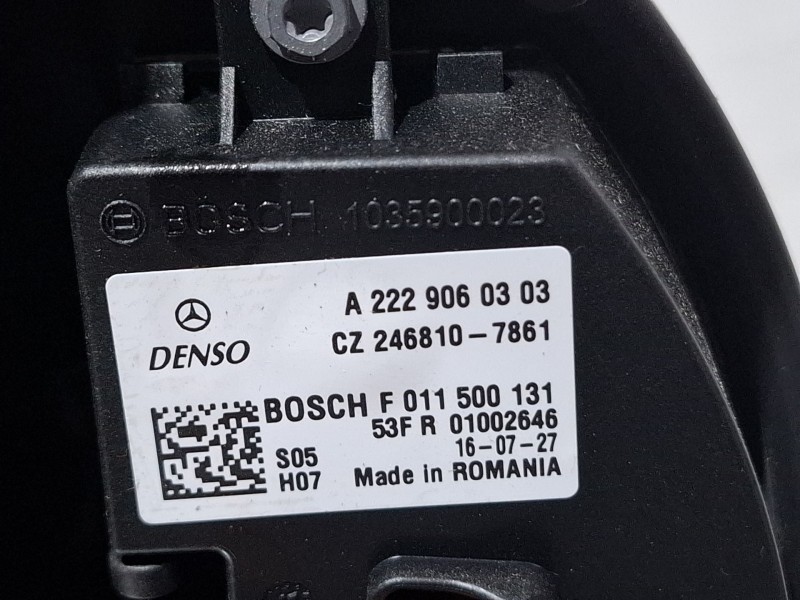 BOSCH 1035900023
A 222 906 03 03
DENSO
CZ 246810-7861
BOSCH F 011 500 131
53F R 01002646
16-07-27
S05
H07
Made in ROMANIA